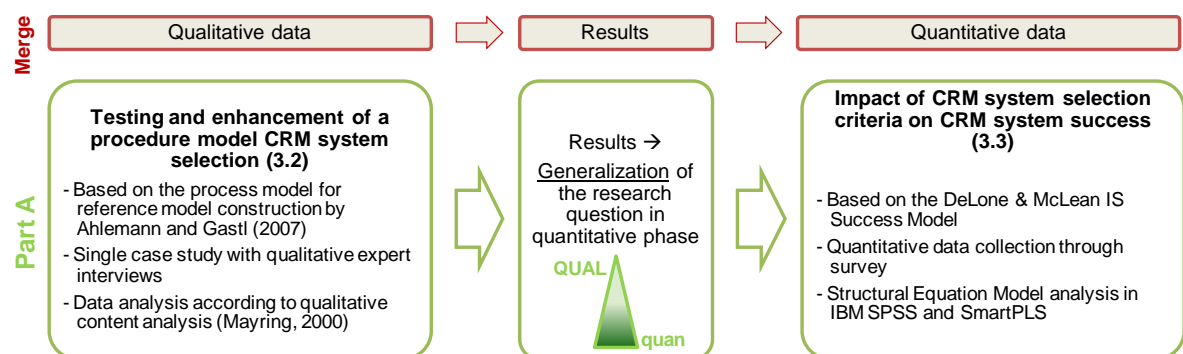 Merge
Qualitative data
Results
Quantitative data
Part A
Testing and enhancement of a
procedure model CRM system
selection (3.2)
- Based on the process model for
reference model construction by
Ahlemann and Gastl (2007)
- Single case study with qualitative expert
interviews
- Data analysis according to qualitative
content analysis (Mayring, 2000)
Results →
Generalization of
the research
question in
quantitative phase
QUAL
quan
Impact of CRM system selection
criteria on CRM system success
(3.3)
- Based on the DeLone & McLean IS
Success Model
- Quantitative data collection through
survey
- Structural Equation Model analysis in
IBM SPSS and SmartPLS